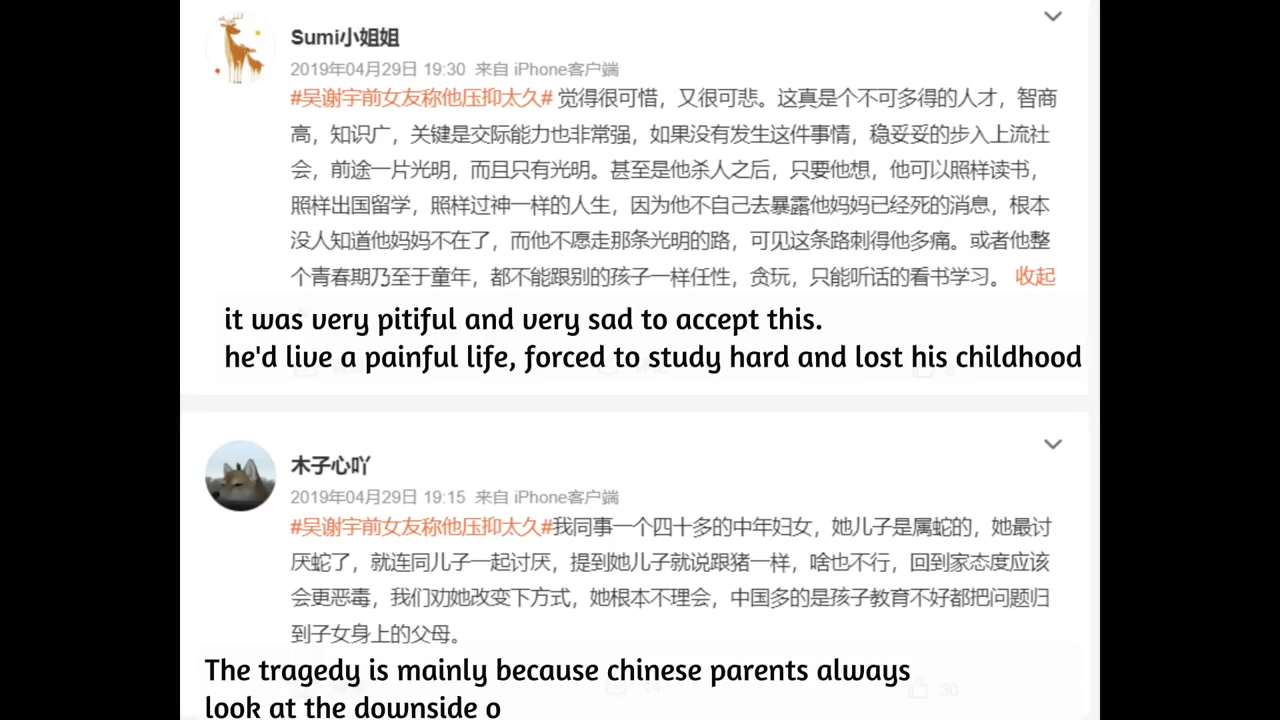 Sumi小姐姐
2019年04月29日 19:30 来自 iPhone客户端
#吴谢宇前女友称他压抑太久# 觉得很可惜，又很可悲。这真是个不可多得的人才，智商
高，知识广，关键是交际能力也非常强，如果没有发生这件事情，稳妥妥的步入上流社
会，前途一片光明，而且只有光明。甚至是他杀人之后，只要他想，他可以照样读书，
照样出国留学，照样过神一样的人生，因为他不自己去暴露他妈妈已经死的消息，根本
没人知道他妈妈不在了，而他不愿走那条光明的路，可见这条路刺得他多痛。或者他整
个青春期乃至于童年，都不能跟别的孩子一样任性，贪玩，只能听话的看书学习。 收起
it was very pitiful and very sad to accept this.
he'd live a painful life, forced to study hard and lost his childhood
木子心吖
2019年04月29日 19:15 来自 iPhone客户端
#吴谢宇前女友称他压抑太久#我同事一个四十多的中年妇女，她儿子是属蛇的，她最讨
厌蛇了，就连同儿子一起讨厌，提到她儿子就说跟猪一样，啥也不行，回到家态度应该
会更恶毒，我们劝她改变下方式，她根本不理会，中国多的是孩子教育不好都把问题归
到子女身上的父母。
The tragedy is mainly because chinese parents always
look at the downside o
30